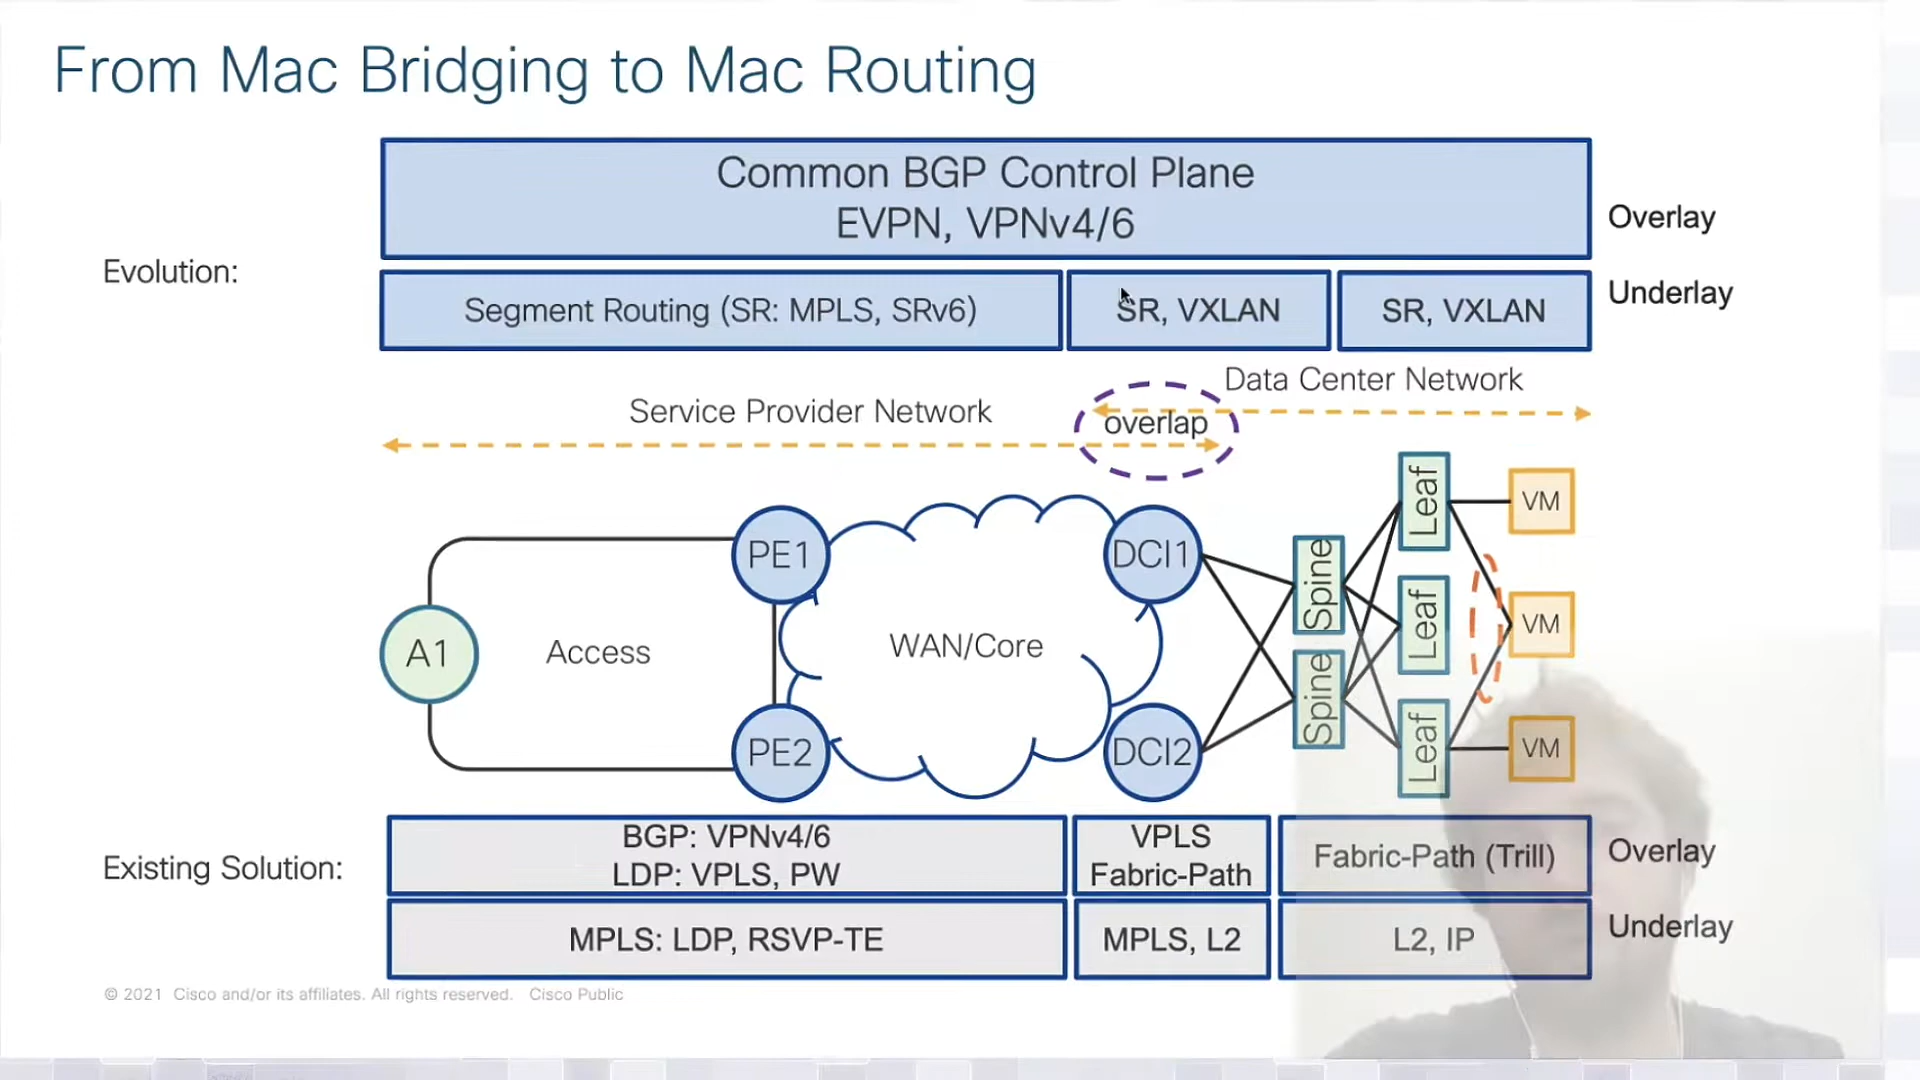 From Mac Bridging to Mac Routing
Common BGP Control Plane
EVPN, VPNv4/6
Overlay
Evolution:
Segment Routing (SR: MPLS, SRv6)
SR, VXLAN
SR, VXLAN
Underlay
Data Center Network
Service Provider Network
overlap
PE1
DCI1
Spine
Leaf
VM
A1
Access
WAN/Core
Leaf
VM
PE2
DCI2
Spine
Leaf
VM
Existing Solution:
BGP: VPNv4/6
LDP: VPLS, PW
VPLS
Fabric-Path
Fabric-Path (Trill)
Overlay
MPLS: LDP, RSVP-TE
MPLS, L2
L2, IP
Underlay
© 2021 Cisco and/or its affiliates. All rights reserved. Cisco Public